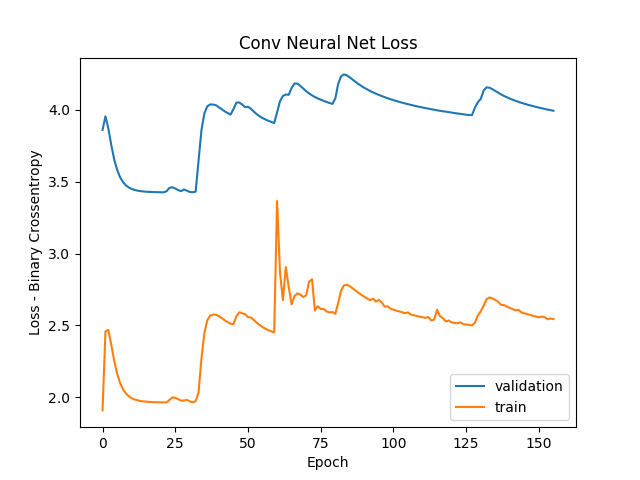 Conv Neural Net Loss
Loss - Binary Crossentropy
4.0
3.5
3.0
2.5
2.0
0 25 50 75 100 125 150
Epoch
validation
train